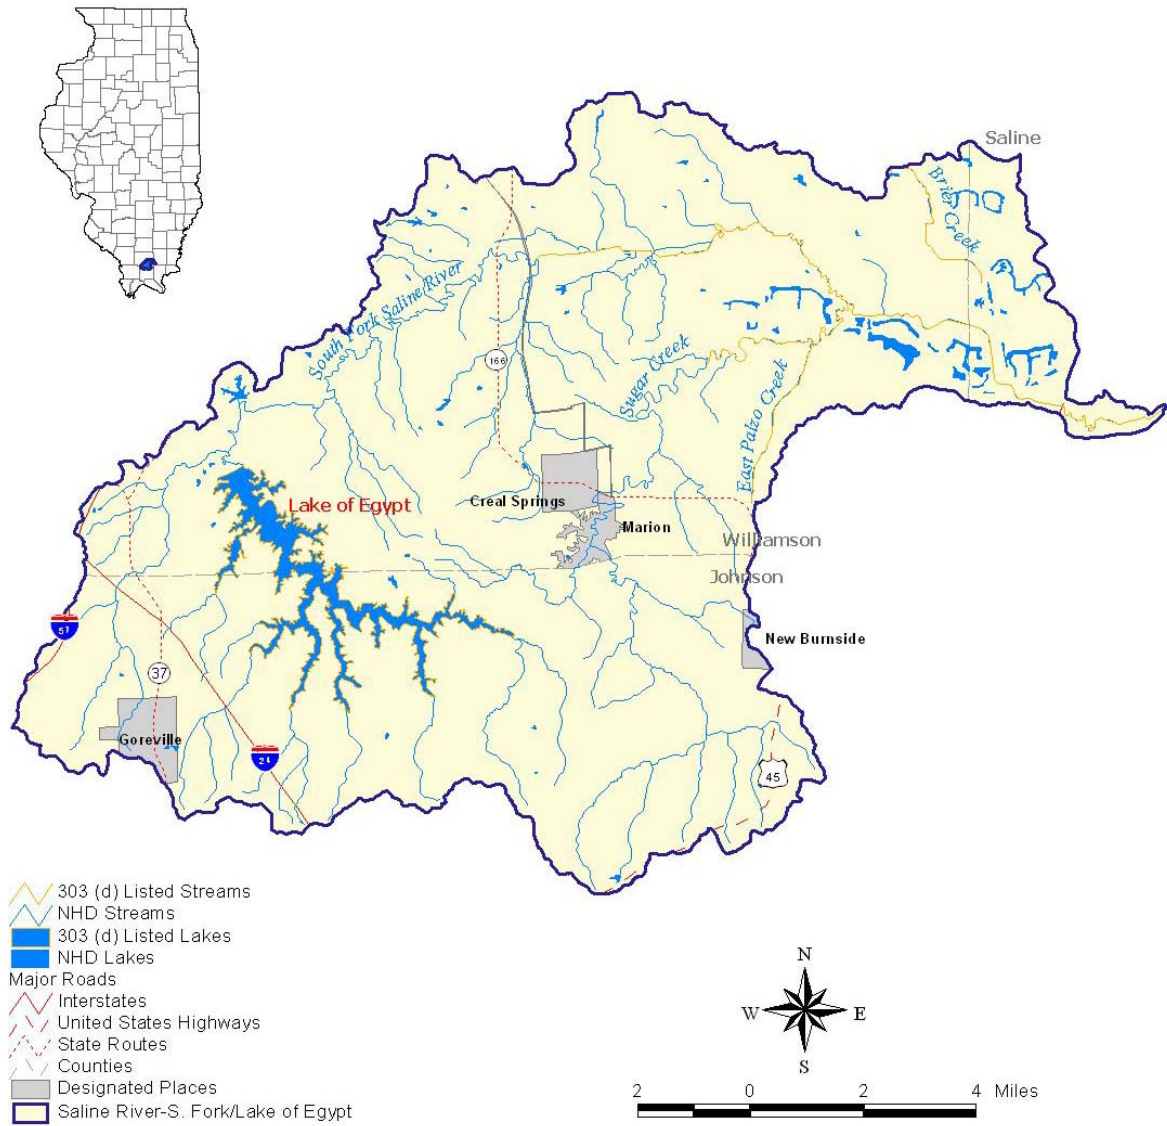 Saline
Brier Creek
South Fork Saline River
166
Sugar Creek
East Palzo Creek
Creal Springs
Lake of Egypt
Marion
Williamson
Johnson
57
New Burnside
37
Goreville
24
45
303 (d) Listed Streams
NHD Streams
303 (d) Listed Lakes
NHD Lakes
Major Roads
Interstates
United States Highways
State Routes
Counties
Designated Places
Saline River-S. Fork/Lake of Egypt
N
W
E
S
2 0 2 4 Miles